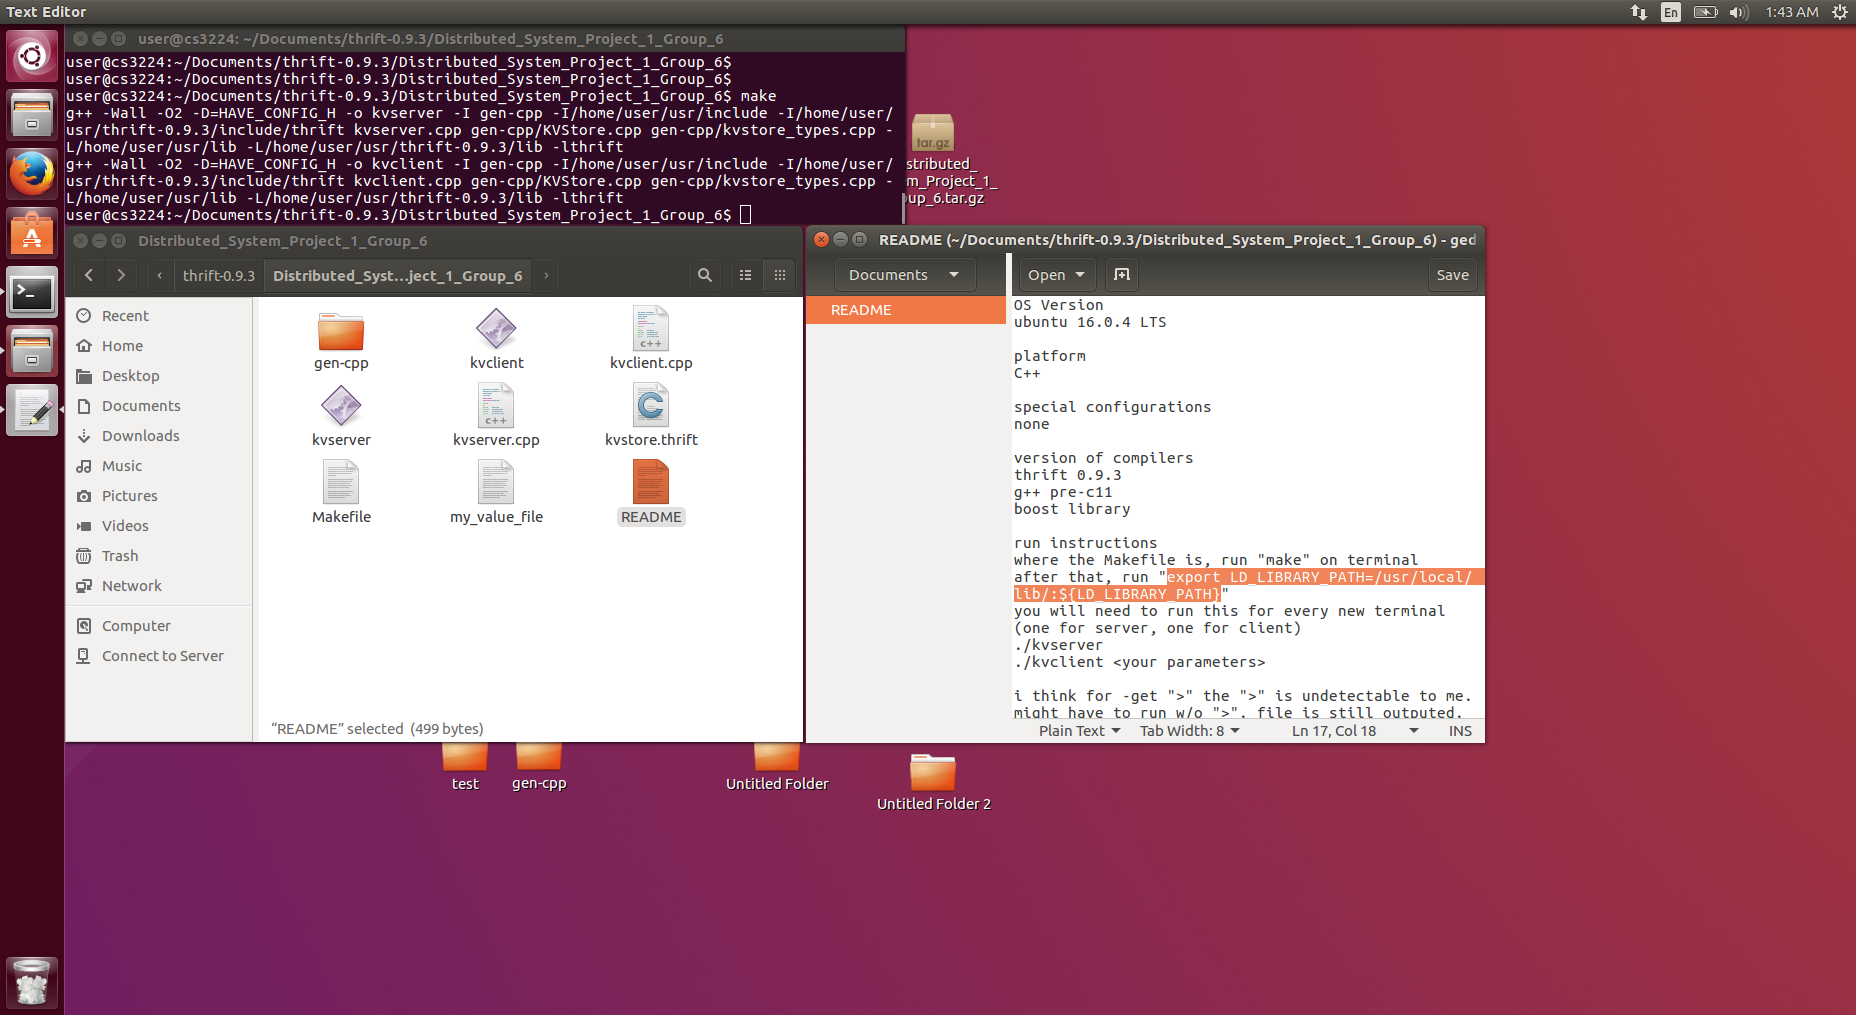 Text Editor
En
1:43 AM
user@cs3224: ~/Documents/thrift-0.9.3/Distributed_System_Project_1_Group_6
user@cs3224:~/Documents/thrift-0.9.3/Distributed_System_Project_1_Group_6$
user@cs3224:~/Documents/thrift-0.9.3/Distributed_System_Project_1_Group_6$
user@cs3224:~/Documents/thrift-0.9.3/Distributed_System_Project_1_Group_6$ make
g++ -Wall -O2 -D=HAVE_CONFIG_H -o kvserver -I gen-cpp -I/home/user/usr/include -I/home/user/
usr/thrift-0.9.3/include/thrift kvserver.cpp gen-cpp/KVStore.cpp gen-cpp/kvstore_types.cpp -
L/home/user/usr/lib -L/home/user/usr/thrift-0.9.3/lib -lthrift
g++ -Wall -O2 -D=HAVE_CONFIG_H -o kvclient -I gen-cpp -I/home/user/usr/include -I/home/user/
usr/thrift-0.9.3/include/thrift kvclient.cpp gen-cpp/KVStore.cpp gen-cpp/kvstore_types.cpp -
L/home/user/usr/lib -L/home/user/usr/thrift-0.9.3/lib -lthrift
user@cs3224:~/Documents/thrift-0.9.3/Distributed_System_Project_1_Group_6$
tar.gz
stributed_
m_Project_1_
oup_6.tar.gz
Distributed_System_Project_1_Group_6
thrift-0.9.3
Distributed_Syst...ject_1_Group_6
Recent
Home
Desktop
Documents
Downloads
Music
Pictures
Videos
Trash
Network
Computer
Connect to Server
gen-cpp
kvclient
c++
kvclient.cpp
kvserver
c++
kvserver.cpp
kvstore.thrift
Makefile
my_value_file
README
“README” selected (499 bytes)
README (~/Documents/thrift-0.9.3/Distributed_System_Project_1_Group_6) - ged
Documents
Open
Save
README
OS Version
ubuntu 16.0.4 LTS
platform
C++
special configurations
none
version of compilers
thrift 0.9.3
g++ pre-c11
boost library
run instructions
where the Makefile is, run "make" on terminal
after that, run "export LD_LIBRARY_PATH=/usr/local/
lib/:${LD_LIBRARY_PATH}"
you will need to run this for every new terminal
(one for server, one for client)
./kvserver
./kvclient <your parameters>
i think for -get ">" the ">" is undetectable to me.
might have to run w/o ">". file is still outputed.
Plain Text
Tab Width: 8
Ln 17, Col 18
INS
test
gen-cpp
Untitled Folder
Untitled Folder 2